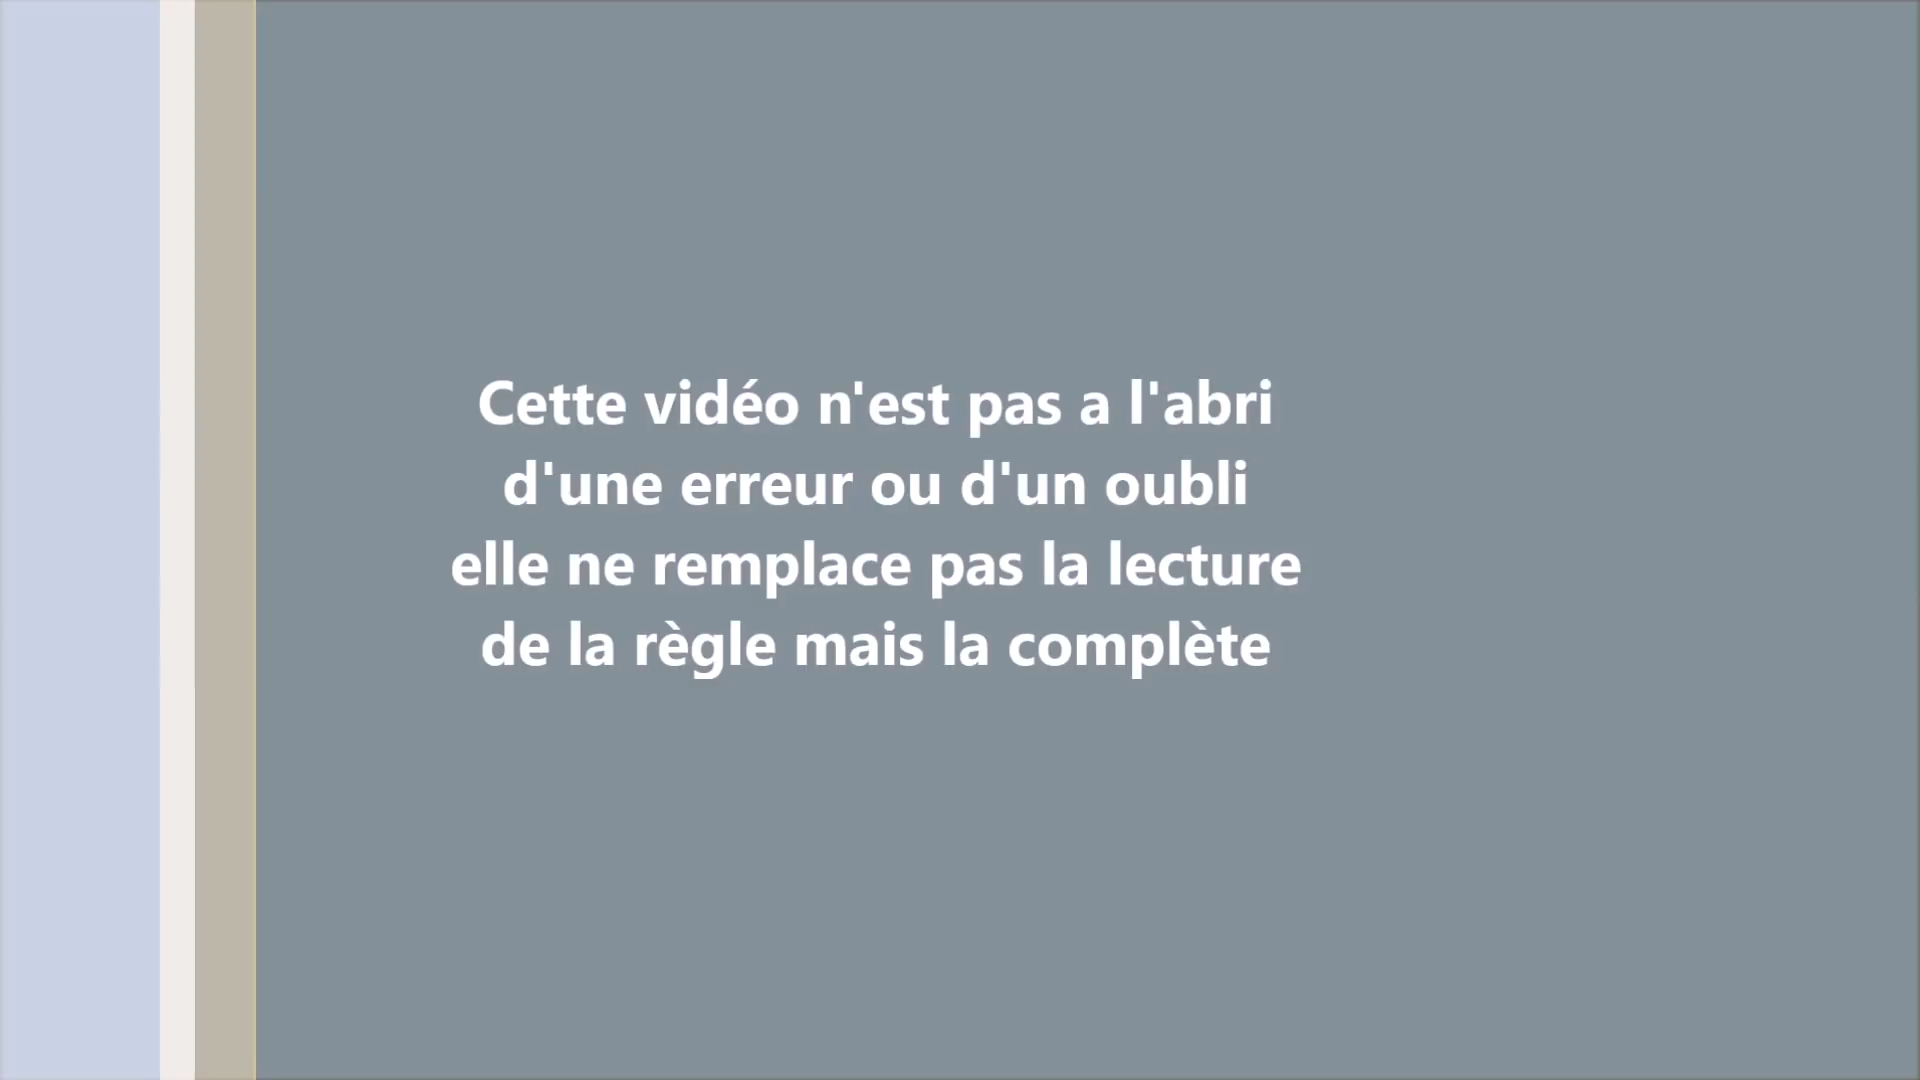 Cette vidéo n'est pas a l'abri
d'une erreur ou d'un oubli
elle ne remplace pas la lecture
de la règle mais la complète